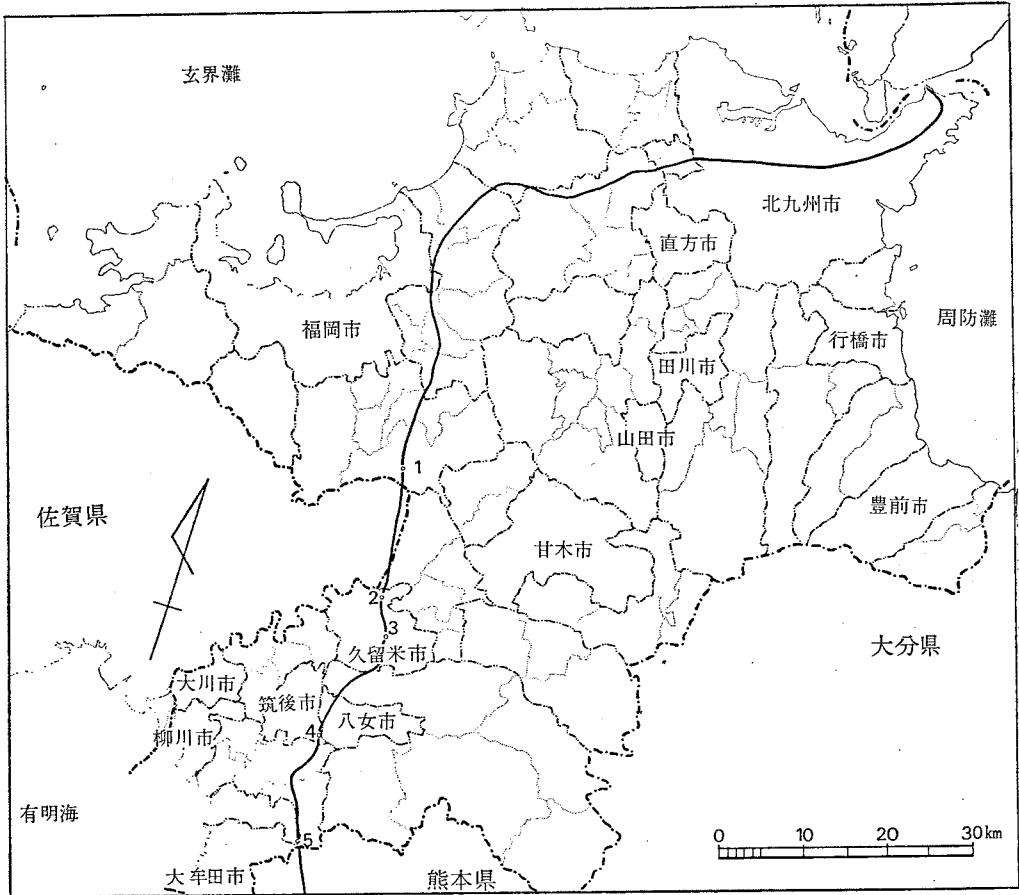 玄界灘
北九州市
直方市
福岡市
周防灘
行橋市
田川市
山田市
1
佐賀県
豊前市
甘木市
2
3
久留米市
大分県
大川市
筑後市
八女市
4
柳川市
有明海
5
0 10 20 30km
大牟田市
熊本県